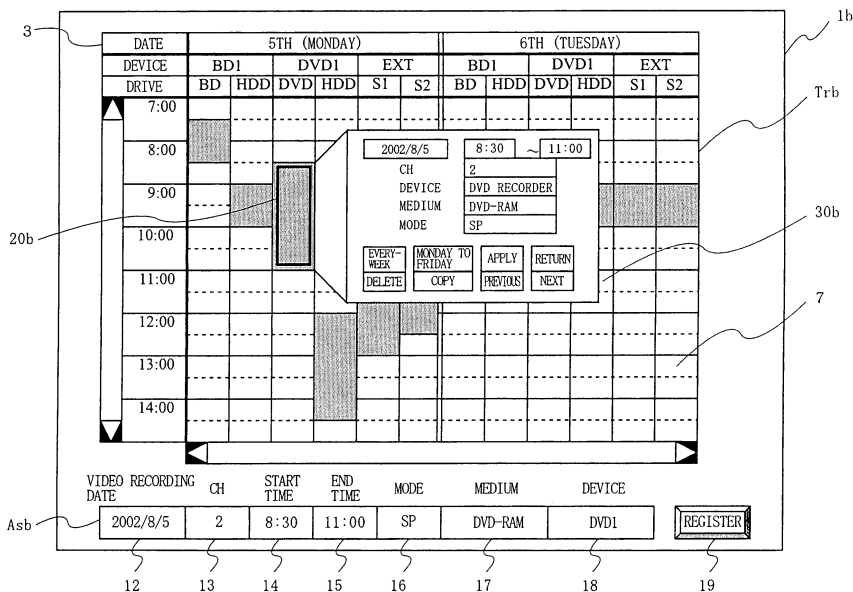 3
1b
DATE 5TH (MONDAY) 6TH (TUESDAY)
DEVICE BD1 DVD1 EXT BD1 DVD1 EXT
DRIVE BD HDD DVD HDD S1 S2 BD HDD DVD HDD S1 S2
7:00
Trb
8:00
2002/8/5 8:30 ~ 11:00
CH 2
9:00
DEVICE DVD RECORDER
MEDIUM DVD-RAM
30b
20b
MODE SP
10:00
EVERY-WEEK MONDAY TO FRIDAY APPLY RETURN
11:00
DELETE COPY PREVIOUS NEXT
7
12:00
13:00
14:00
VIDEO RECORDING DATE CH START TIME END TIME MODE MEDIUM DEVICE
Asb
2002/8/5 2 8:30 11:00 SP DVD-RAM DVD1 REGISTER
12 13 14 15 16 17 18 19